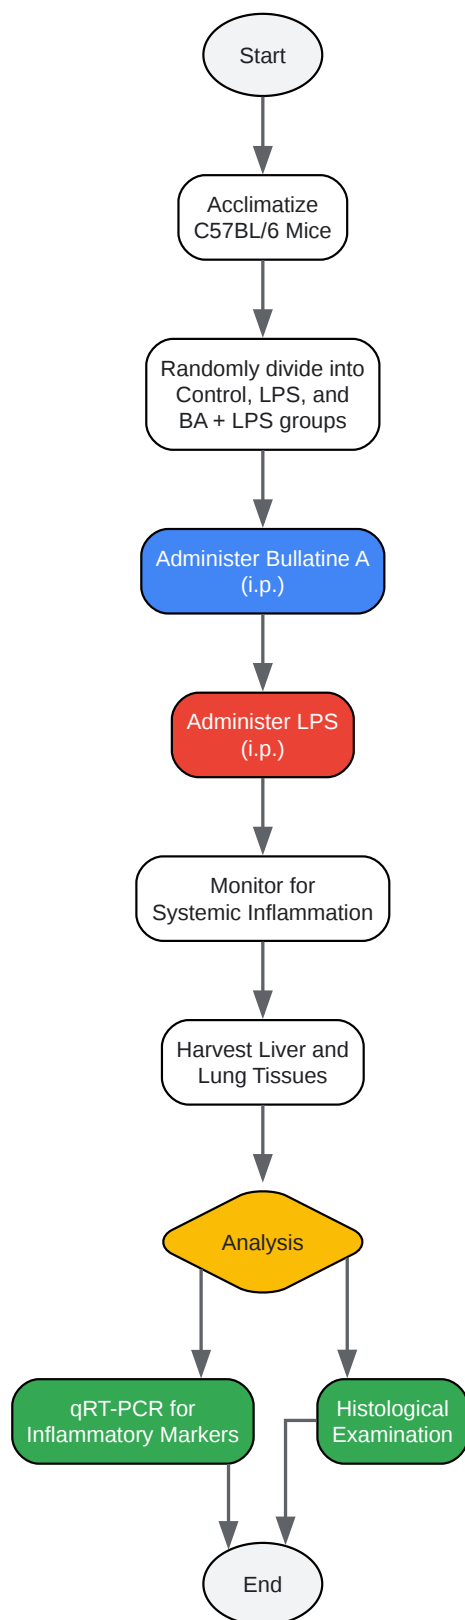 Start
Acclimatize
C57BL/6 Mice
Randomly divide into
Control, LPS, and
BA + LPS groups
Administer Bullatine A
(i.p.)
Administer LPS
(i.p.)
Monitor for
Systemic Inflammation
Harvest Liver and
Lung Tissues
Analysis
qRT-PCR for
Inflammatory Markers
Histological
Examination
End